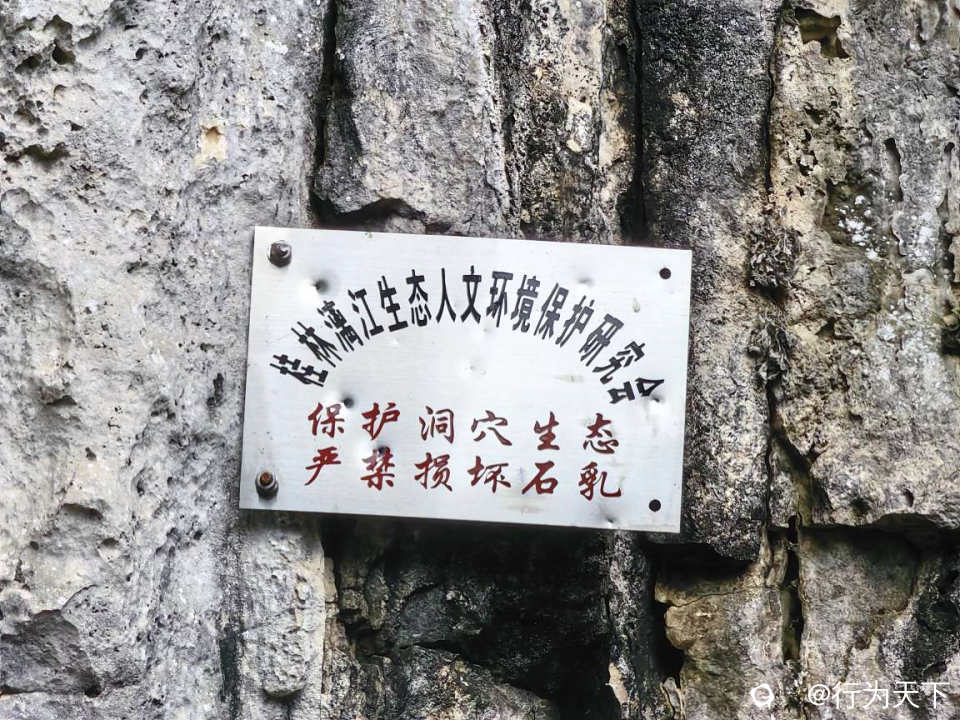 桂林漓江生态人文环境保护研究会
保护洞穴生态
严禁损坏石乳
@行为天下